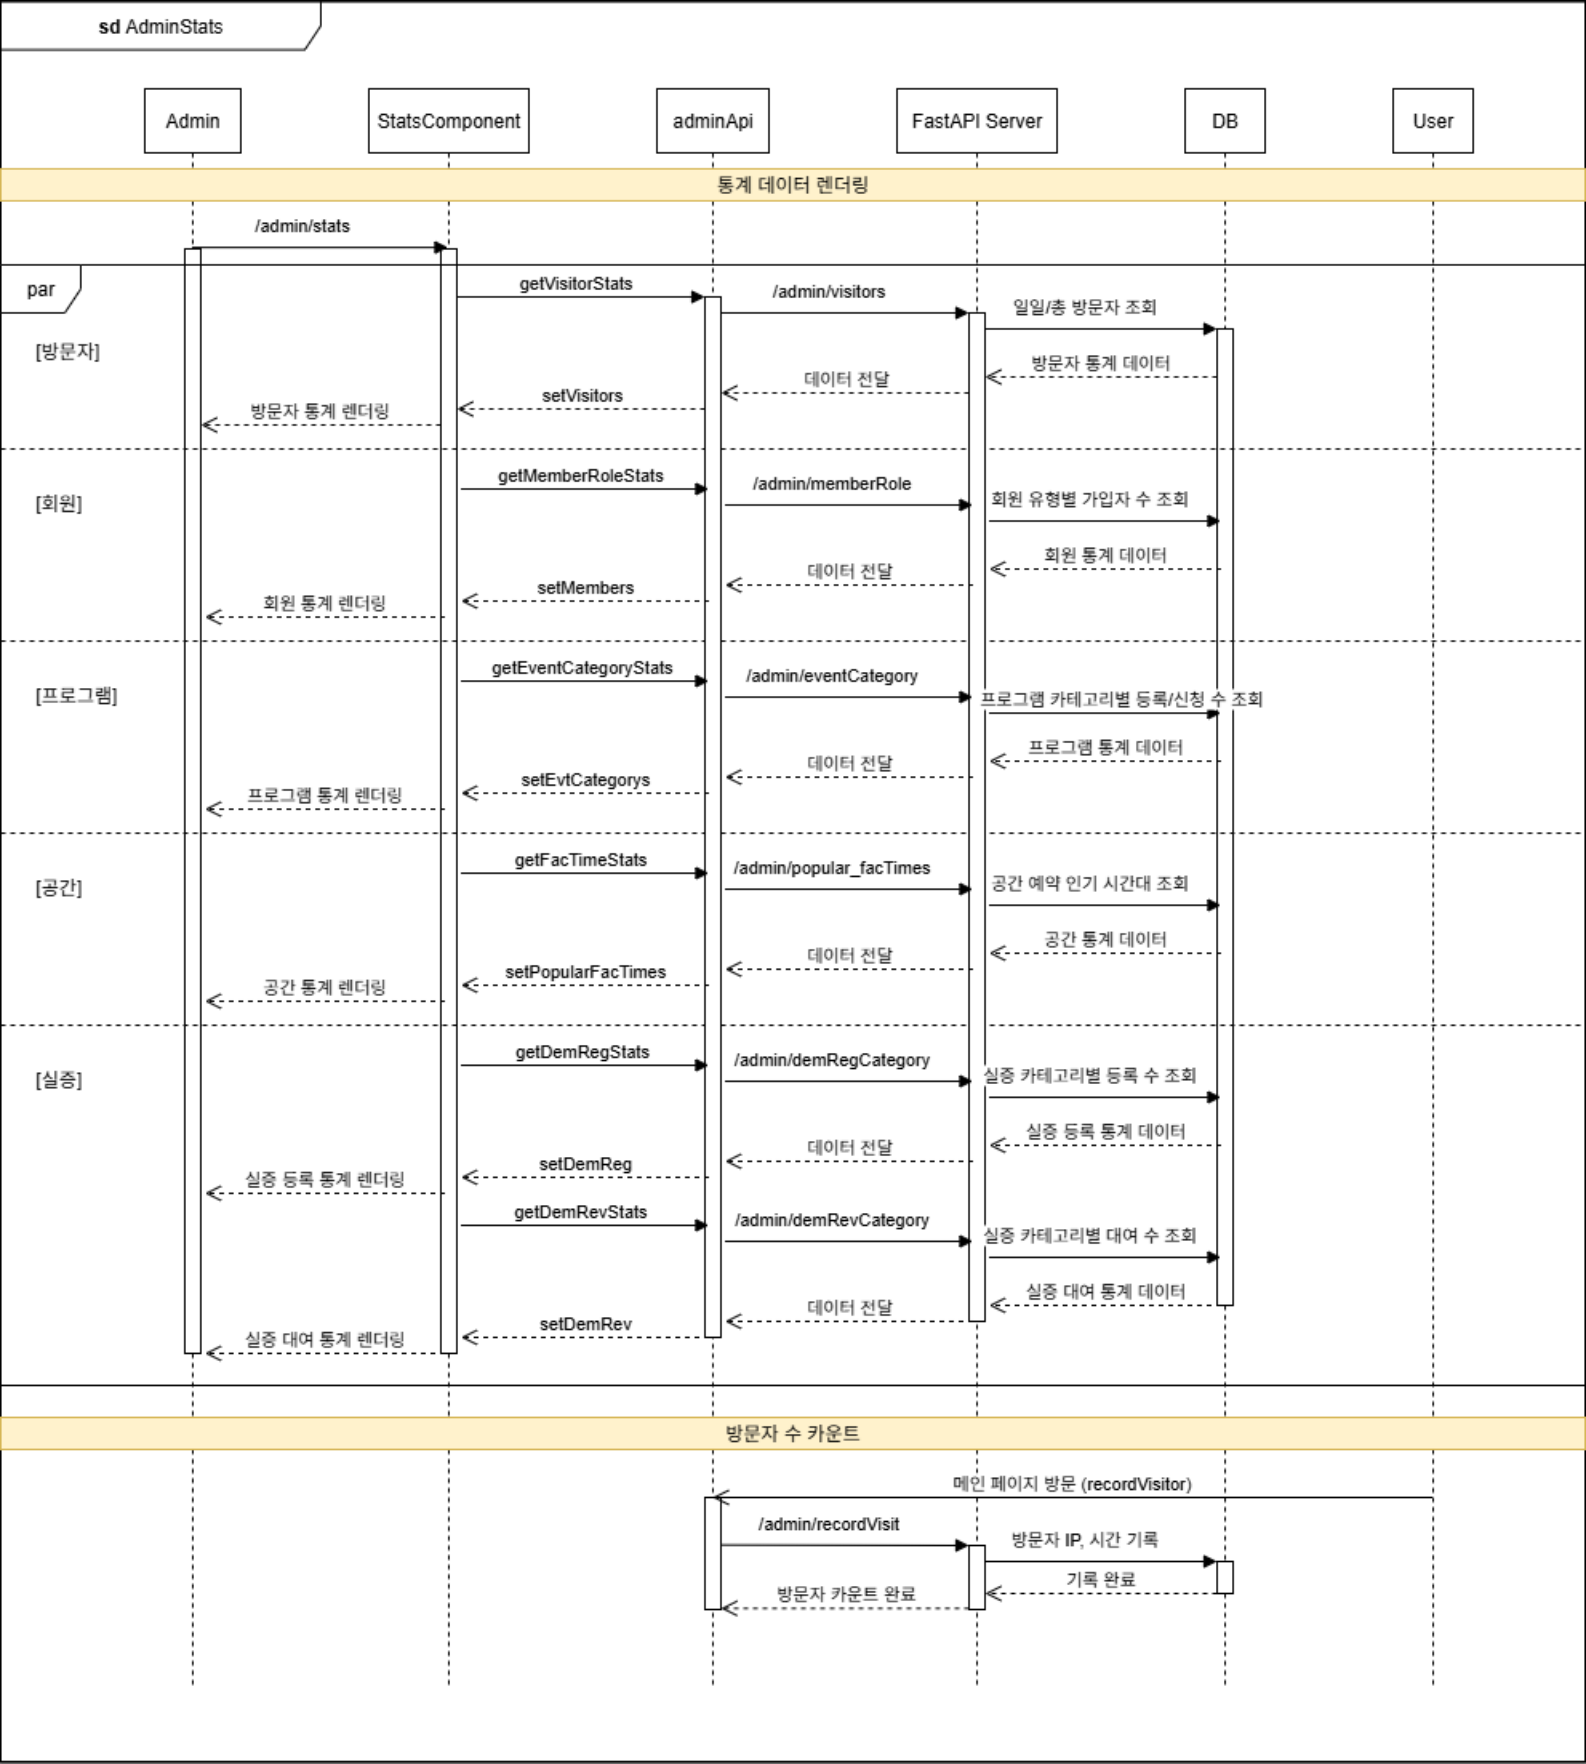 sd AdminStats
Admin
StatsComponent
adminApi
FastAPI Server
DB
User
통계 데이터 렌더링
/admin/stats
par
getVisitorStats
/admin/visitors
일일/총 방문자 조회
[방문자]
방문자 통계 데이터
데이터 전달
setVisitors
방문자 통계 렌더링
[회원]
getMemberRoleStats
/admin/memberRole
회원 유형별 가입자 수 조회
회원 통계 데이터
데이터 전달
setMembers
회원 통계 렌더링
[프로그램]
getEventCategoryStats
/admin/eventCategory
프로그램 카테고리별 등록/신청 수 조회
프로그램 통계 데이터
데이터 전달
setEvtCategorys
프로그램 통계 렌더링
[공간]
getFacTimeStats
/admin/popular_facTimes
공간 예약 인기 시간대 조회
공간 통계 데이터
데이터 전달
setPopularFacTimes
공간 통계 렌더링
[실증]
getDemRegStats
/admin/demRegCategory
실증 카테고리별 등록 수 조회
실증 등록 통계 데이터
데이터 전달
setDemReg
실증 등록 통계 렌더링
getDemRevStats
/admin/demRevCategory
실증 카테고리별 대여 수 조회
실증 대여 통계 데이터
데이터 전달
setDemRev
실증 대여 통계 렌더링
방문자 수 카운트
메인 페이지 방문 (recordVisitor)
/admin/recordVisit
방문자 IP, 시간 기록
기록 완료
방문자 카운트 완료